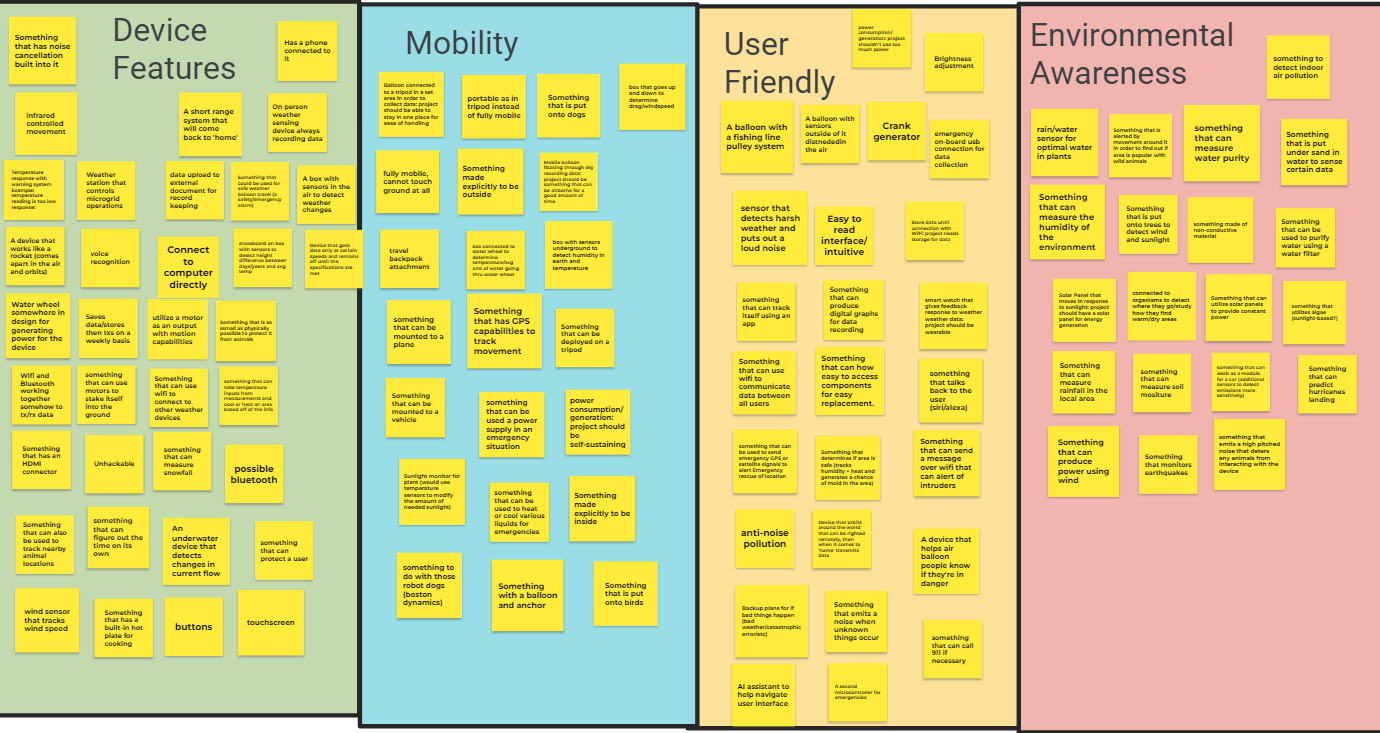 Device
Features
Something
that has noise
cancellation
built into it
Has a phone
connected to
it
infrared
controlled
movement
A short range
system that
will come
back to 'home'
On person
weather
sensing
device always
recording data
Temperature
response with
warning system
Example:
temperature
reading is too low
response:
Weather
station that
controls
microgrid
operations
data upload to
external
document for
record
keeping
Something that
could be used for
safe weather
balloon travel (a
safety/emergency
alarm)
A box with
sensors in the
air to detect
weather
changes
A device that
works like a
rocket (comes
apart in the air
and orbits)
voice
recognition
Connect
to
computer
directly
snowboard on box
with sensors to
detect height
difference between
days/years and avg
temp
Device that gets
data only at certain
speeds and remains
off until the
specifications are
met
Water wheel
somewhere in
design for
generating
power for the
device
Saves
data/stores
then txs on a
weekly basis
utilize a motor
as an output
with motion
capabilities
Something that is as
small as physically
possible to protect it
from animals
Wifi and
Bluetooth
working
together
somehow to
tx/rx data
something
that can use
motors to
stake itself
into the
ground
Something
that can use
wifi to
connect to
other weather
devices
something that can
take temperature
inputs from
measurements and
cool or heat an area
based off of the info
Something
that has an
HDMI
connector
Unhackable
something
that can
measure
snowfall
possible
bluetooth
Something
that can also
be used to
track nearby
animal
locations
something
that can
figure out the
time on its
own
An
underwater
device that
detects
changes in
current flow
something
that can
protect a user
wind sensor
that tracks
wind speed
Something
that has a
built-in hot
plate for
cooking
buttons
touchscreen
Mobility
Balloon connected
to a tripod in a set
area in order to
collect data: project
should be able to
stay in one place for
ease of handling
portable as in
tripod instead
of fully mobile
Something
that is put
onto dogs
box that goes up
and down to
determine
drag/windspeed
fully mobile,
cannot touch
ground at all
Something
made
explicitly to be
outside
Mobile balloon
floating through sky
recording data:
project should be
something that can
be airborne for a
good amount of
time
travel
backpack
attachment
box connected to
water wheel to
determine
temperature/avg
amt of water going
thru water wheel
box with sensors
underground to
detect humidity in
earth and
temperature
something
that can be
mounted to a
plane
Something
that has GPS
capabilities to
track
movement
Something
that can be
deployed on a
tripod
Something
that can be
mounted to a
vehicle
something
that can be
used a power
supply in an
emergency
situation
power
consumption/
generation:
project should
be
self-sustaining
Sunlight monitor for
plant (would use
temperature
sensors to modify
the amount of
needed sunlight)
something
that can be
used to heat
or cool various
liquids for
emergencies
Something
made
explicitly to be
inside
something to
do with those
robot dogs
(boston
dynamics)
Something
with a balloon
and anchor
Something
that is put
onto birds
User
Friendly
power
consumption/
generation: project
shouldn't use too
much power
Brightness
adjustment
A balloon with
a fishing line
pulley system
A balloon with
sensors
outside of it
distnededin
the air
Crank
generator
emergency
on-board usb
connection for
data
collection
sensor that
detects harsh
weather and
puts out a
loud noise
Easy to
read
interface/
intuitive
Store data until
connection with
WiFi: project needs
storage for data
something
that can track
itself using an
app
Something
that can
produce
digital graphs
for data
recording
smart watch that
gives feedback
response to weather
weather data:
project should be
wearable
Something
that can use
wifi to
communicate
data between
all users
Something
that can how
easy to access
components
for easy
replacement.
something
that talks
back to the
user
(siri/alexa)
something that can
be used to send
emergency GPS or
satellite signals to
alert Emergency
rescue of location
Something that
determines if area is
safe (tracks
humidity + heat and
generates a chance
of mold in the area)
Something
that can send
a message
over wifi that
can alert of
intruders
anti-noise
pollution
Device that orbits
around the world
that can be righted
remotely, then
when it comes to
'home' transmits
data
A device that
helps air
balloon
people know
if they're in
danger
Backup plans for if
bad things happen
(bad
weather/catastrophic
error/etc)
Something
that emits a
noise when
unknown
things occur
something
that can call
911 if
necessary
AI assistant to
help navigate
user interface
A second
microcontroller for
emergencies
Environmental
Awareness
something to
detect indoor
air pollution
rain/water
sensor for
optimal water
in plants
Something that is
alerted by
movement around it
in order to find out if
area is popular with
wild animals
something
that can
measure
water purity
Something
that is put
under sand in
water to sense
certain data
Something
that can
measure the
humidity of
the
environment
Something
that is put
onto trees to
detect wind
and sunlight
something made of
non-conductive
material
Something
that can be
used to purify
water using a
water filter
Solar Panel that
moves in response
to sunlight: project
should have a solar
panel for energy
generation
connected to
organisms to detect
where they go/study
how they find
warm/dry areas
Something that can
utilize solar panels
to provide constant
power
something that
utilizes algae
(sunlight-based?)
Something
that can
measure
rainfall in the
local area
something
that can
measure soil
mositure
something that can
work as a module
for a car (additional
sensors to detect
emissions more
sensitively)
Something
that can
predict
hurricanes
landing
Something
that can
produce
power using
wind
Something
that monitors
earthquakes
something that
emits a high pitched
noise that deters
any animals from
interacting with the
device